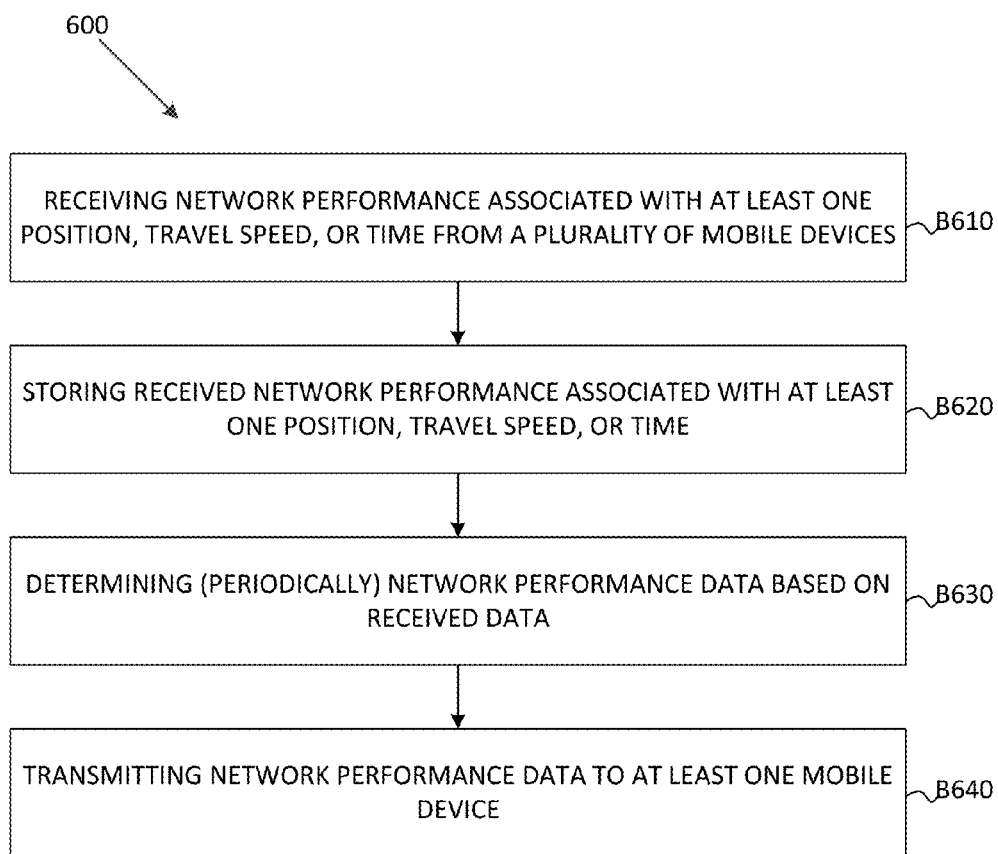 600
RECEIVING NETWORK PERFORMANCE ASSOCIATED WITH AT LEAST ONE
POSITION, TRAVEL SPEED, OR TIME FROM A PLURALITY OF MOBILE DEVICES
B610
STORING RECEIVED NETWORK PERFORMANCE ASSOCIATED WITH AT LEAST
ONE POSITION, TRAVEL SPEED, OR TIME
B620
DETERMINING (PERIODICALLY) NETWORK PERFORMANCE DATA BASED ON
RECEIVED DATA
B630
TRANSMITTING NETWORK PERFORMANCE DATA TO AT LEAST ONE MOBILE
DEVICE
B640